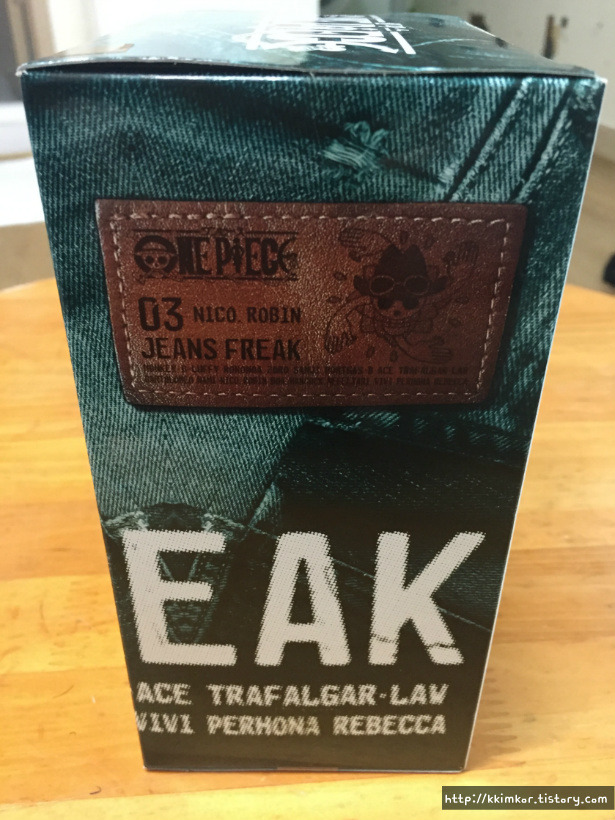 ONE PIECE
03 NICO. ROBIN
JEANS FREAK
EAK
ACE TRAFALGAR·LAW
VIVI PERHONA REBECCA
http://kkimkor.tistory.com